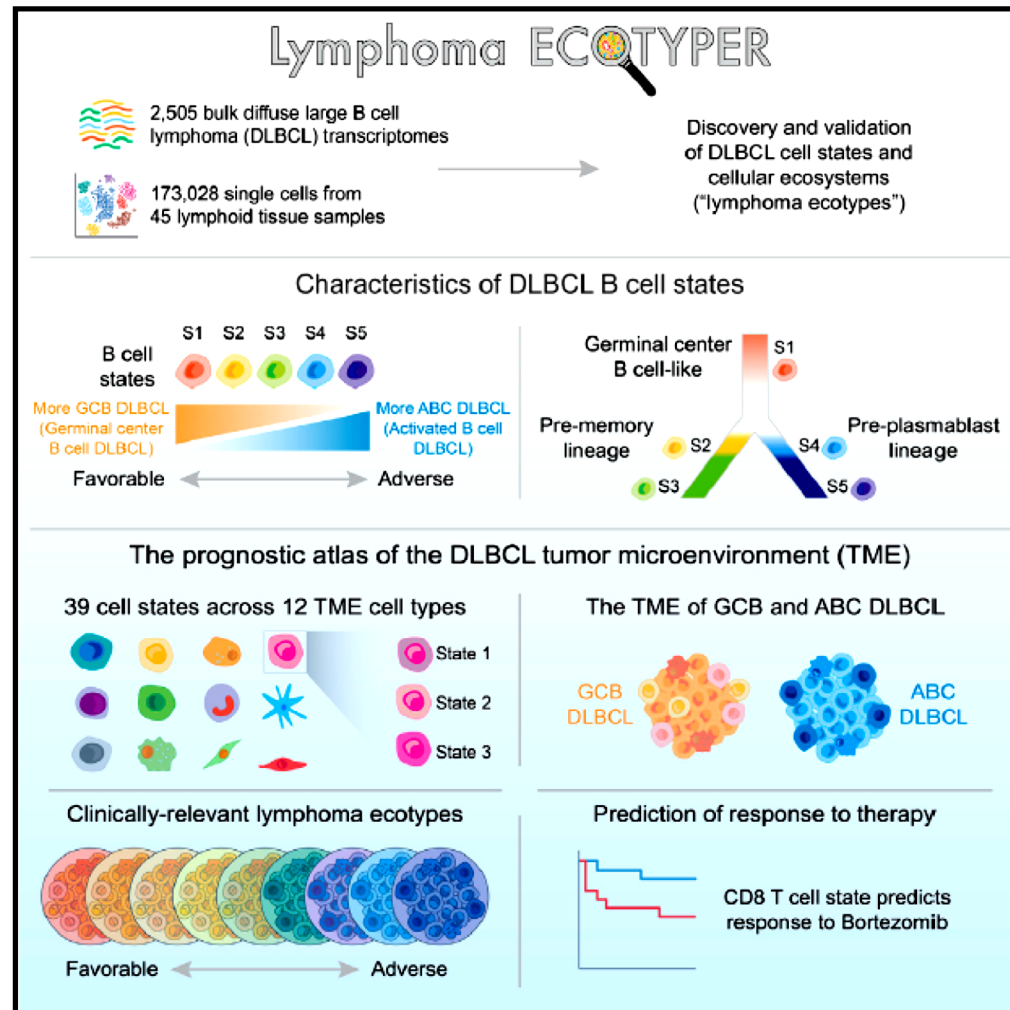 Lymphoma ECOTYPER
2,505 bulk diffuse large B cell
lymphoma (DLBCL) transcriptomes
173,028 single cells from
45 lymphoid tissue samples
Discovery and validation
of DLBCL cell states and
cellular ecosystems
("lymphoma ecotypes")
Characteristics of DLBCL B cell states
S1 S2 S3 S4 S5
B cell
states
More GCB DLBCL
(Germinal center
B cell DLBCL)
More ABC DLBCL
(Activated B cell
DLBCL)
Favorable
Adverse
Germinal center
B cell-like
S1
Pre-memory
lineage
S2
S3
S4
S5
Pre-plasmablast
lineage
The prognostic atlas of the DLBCL tumor microenvironment (TME)
39 cell states across 12 TME cell types
State 1
State 2
State 3
The TME of GCB and ABC DLBCL
GCB
DLBCL
ABC
DLBCL
Clinically-relevant lymphoma ecotypes
Favorable
Adverse
Prediction of response to therapy
CD8 T cell state predicts
response to Bortezomib